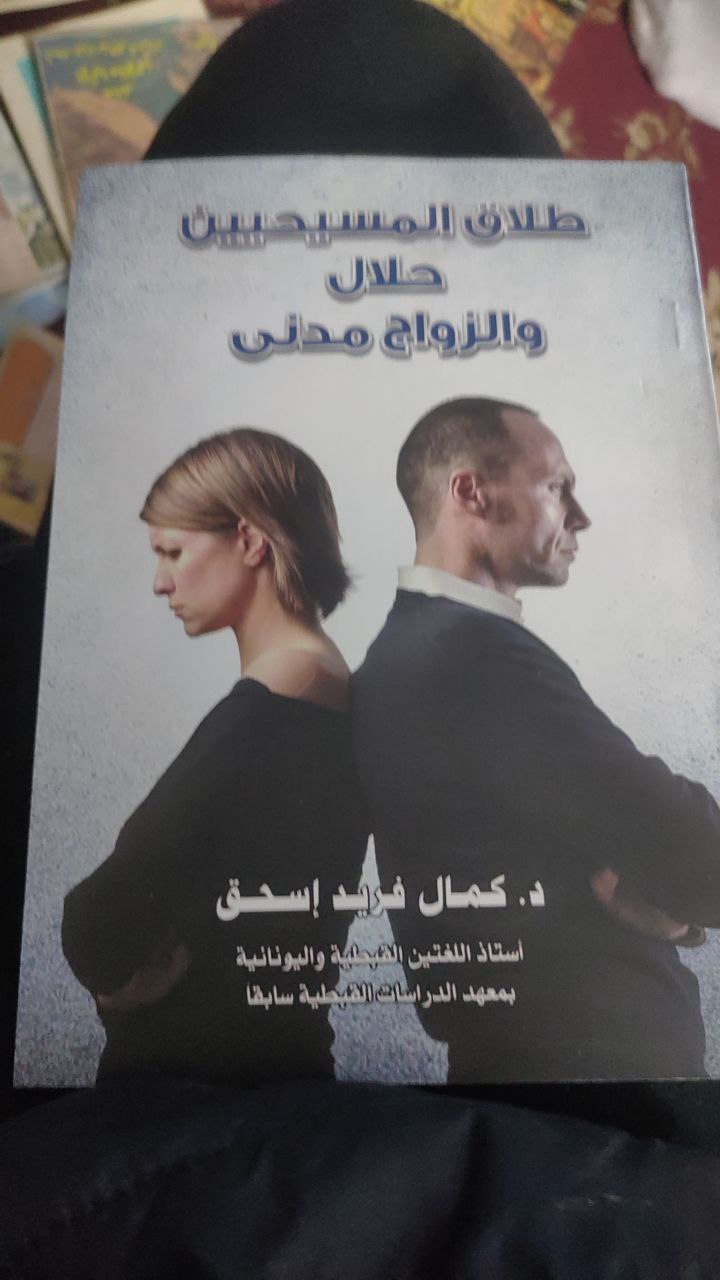 طلاق المسيحيين
حلال
والزواج مدنى
د. كمال فريد إسحق
أستاذ اللغتين القبطية واليونانية
بمعهد الدراسات القبطية سابقا